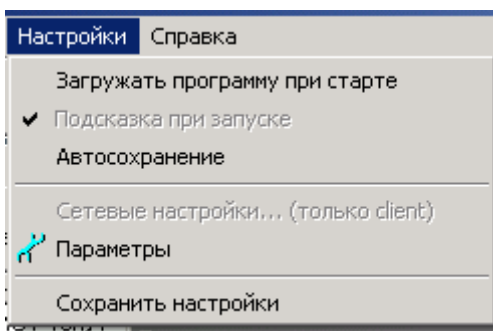 Настройки Справка
Загружать программу при старте
Подсказка при запуске
Автосохранение
Сетевые настройки... (только client)
Параметры
Сохранить настройки